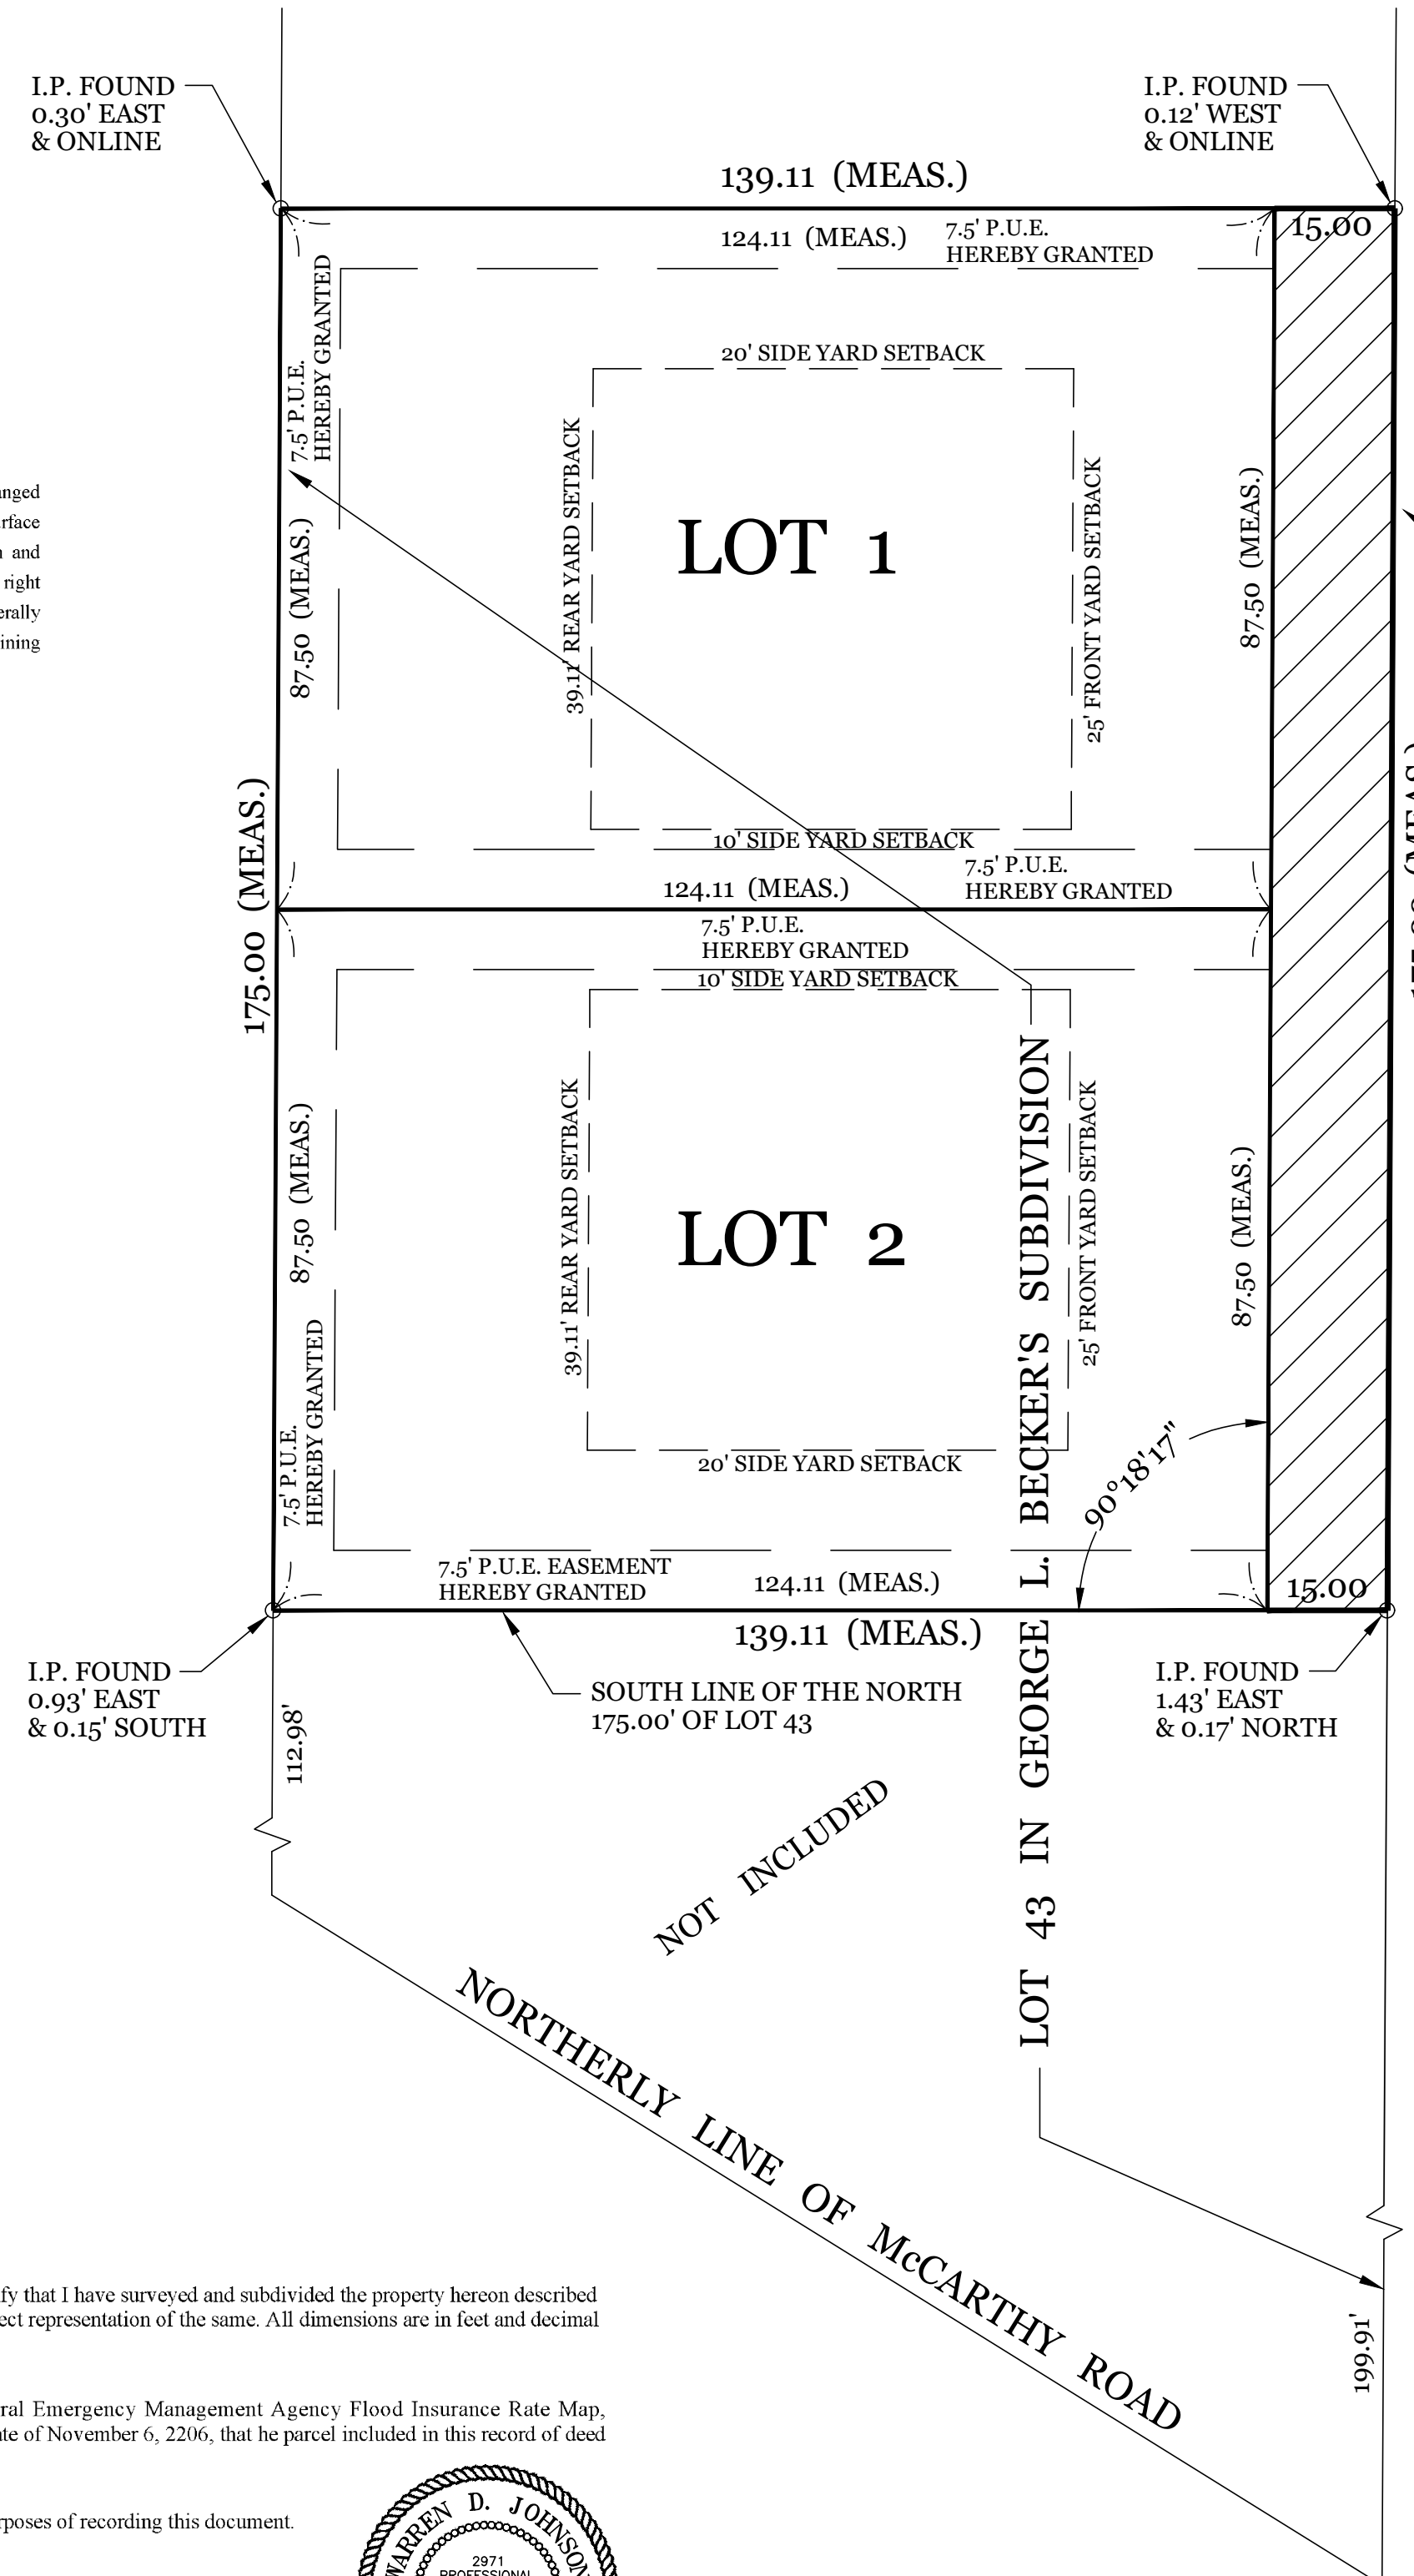 I.P. FOUND
0.30' EAST
& ONLINE
I.P. FOUND
0.12' WEST
& ONLINE
139.11 (MEAS.)
124.11 (MEAS.)
7.5' P.U.E.
HEREBY GRANTED
15.00
7.5' P.U.E.
HEREBY GRANTED
20' SIDE YARD SETBACK
39.11' REAR YARD SETBACK
LOT 1
25' FRONT YARD SETBACK
87.50 (MEAS.)
87.50 (MEAS.)
right
and
10' SIDE YARD SETBACK
7.5' P.U.E.
HEREBY GRANTED
124.11 (MEAS.)
175.00 (MEAS.)
7.5' P.U.E.
HEREBY GRANTED
10' SIDE YARD SETBACK
87.50 (MEAS.)
39.11' REAR YARD SETBACK
LOT 2
25' FRONT YARD SETBACK
87.50 (MEAS.)
LOT 43 IN GEORGE L. BECKER'S SUBDIVISION
7.5' P.U.E.
HEREBY GRANTED
20' SIDE YARD SETBACK
90°18'17"
7.5' P.U.E. EASEMENT
HEREBY GRANTED
124.11 (MEAS.)
15.00
139.11 (MEAS.)
I.P. FOUND
0.93' EAST
& 0.15' SOUTH
SOUTH LINE OF THE NORTH
175.00' OF LOT 43
I.P. FOUND
1.43' EAST
& 0.17' NORTH
112.98'
NOT INCLUDED
NORTHERLY LINE OF McCARTHY ROAD
199.91'
that I have surveyed and subdivided the property hereon described
representation of the same. All dimensions are in feet and decimal
Emergency Management Agency Flood Insurance Rate Map,
of November 6, 2206, that he parcel included in this record of deed
of recording this document.
WARREN D. JOHNSON
2971
PROFESSIONAL